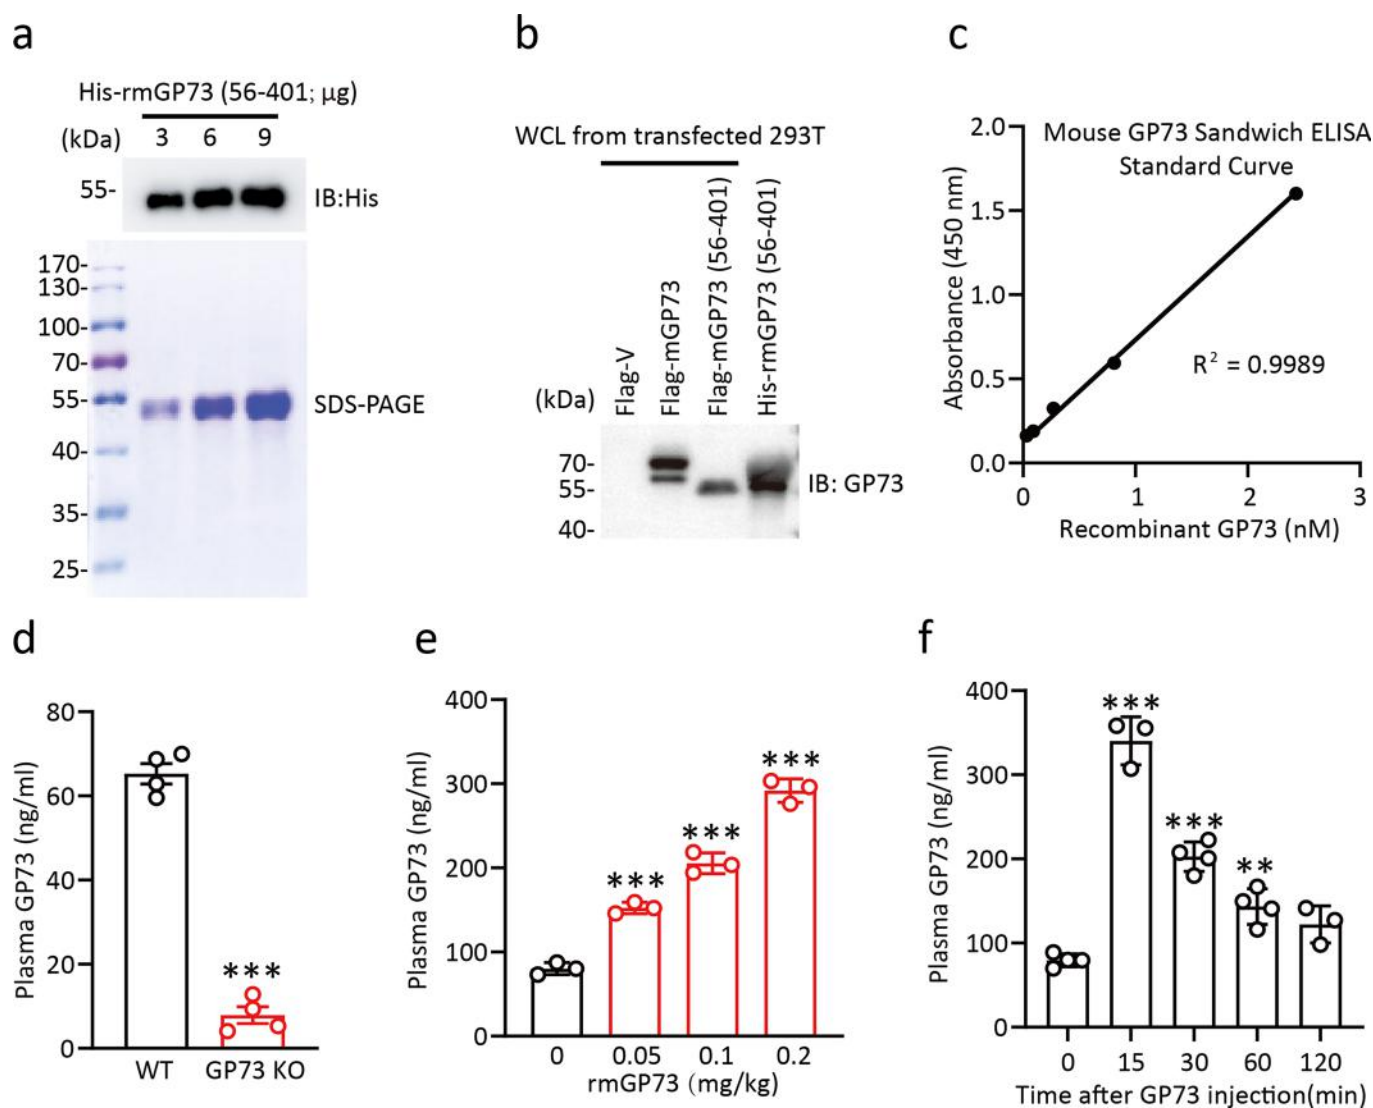 a
His-rmGP73 (56-401; µg)
(kDa) 3 6 9
55-
IB:His
170-
130-
100-
70-
55-
40-
35-
25-
SDS-PAGE
b
WCL from transfected 293T
Flag-V
Flag-mGP73
Flag-mGP73 (56-401)
His-rmGP73 (56-401)
(kDa)
70-
55-
40-
IB: GP73
c
Mouse GP73 Sandwich ELISA
Standard Curve
Absorbance (450 nm)
2.0
1.5
1.0
0.5
0.0
R² = 0.9989
0 1 2 3
Recombinant GP73 (nM)
d
Plasma GP73 (ng/ml)
80
60
40
20
0
***
WT GP73 KO
e
Plasma GP73 (ng/ml)
400
300
200
100
0
***
***
***
0 0.05 0.1 0.2
rmGP73 (mg/kg)
f
Plasma GP73 (ng/ml)
400
300
200
100
0
***
***
**
0 15 30 60 120
Time after GP73 injection(min)